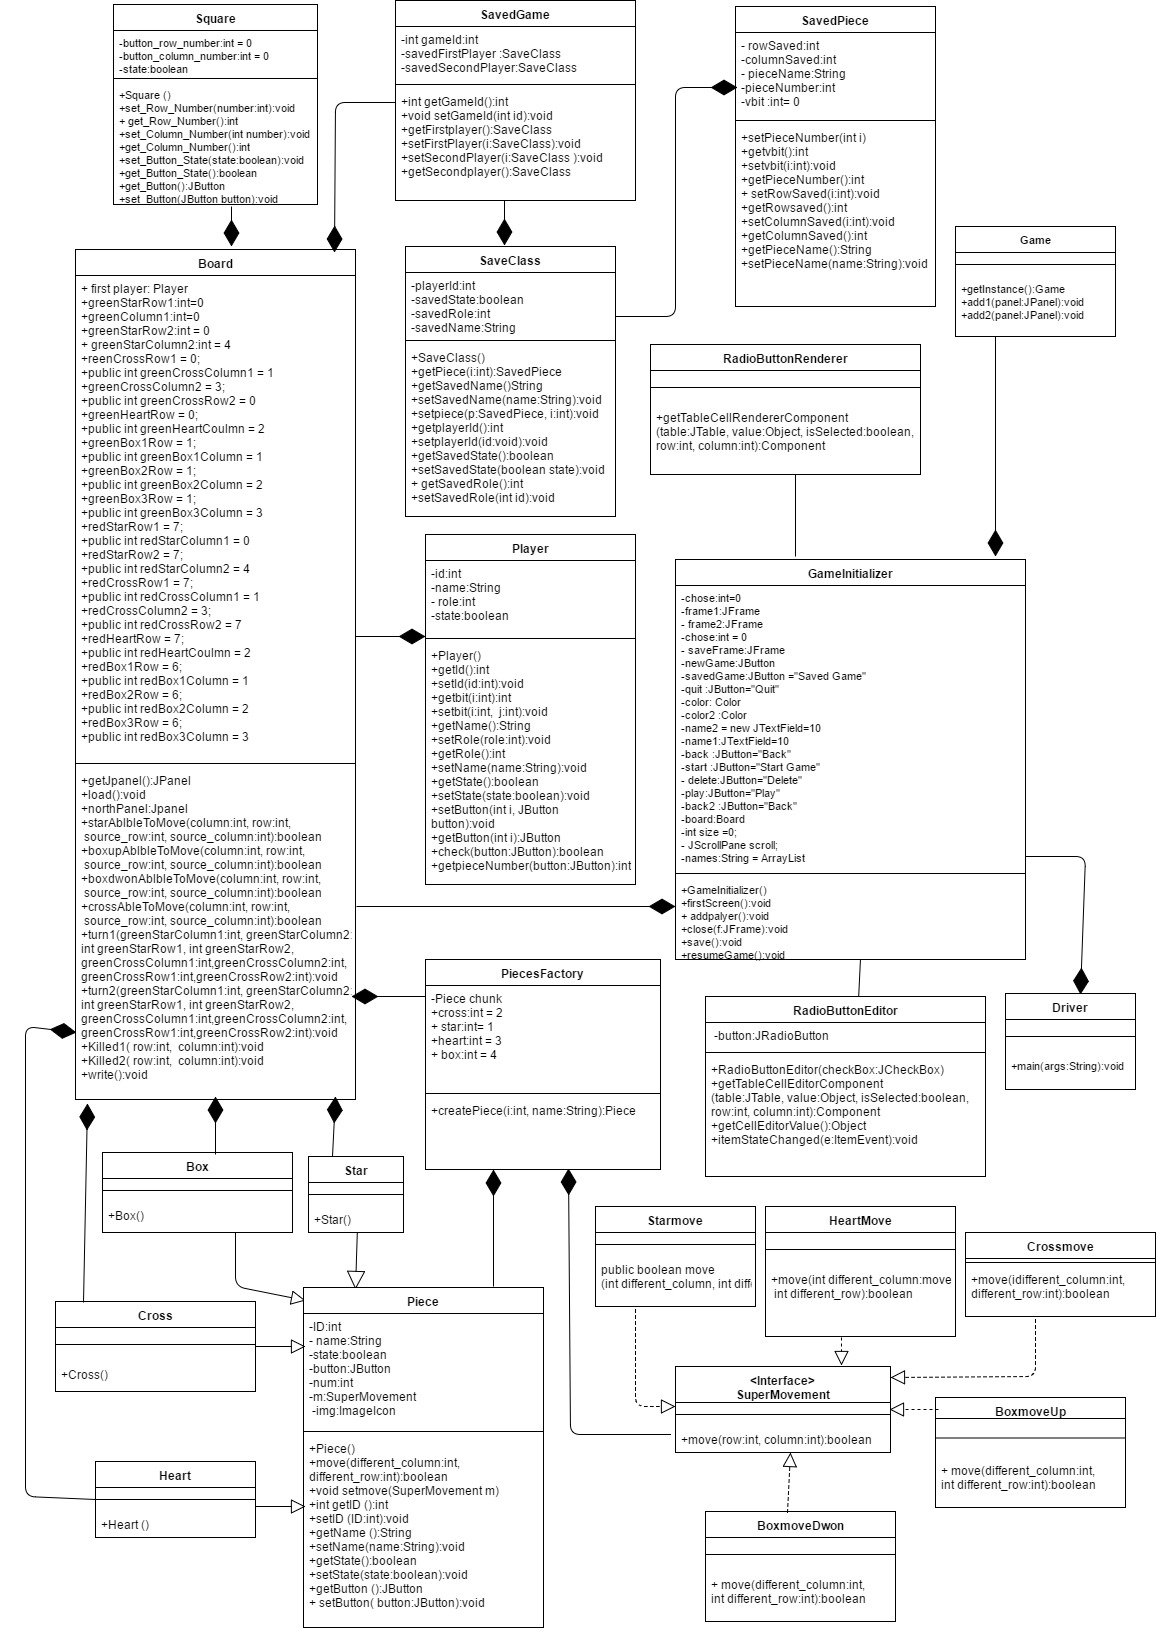 Square
-button_row_number:int = 0
-button_column_number:int = 0
-state:boolean
+Square ()
+set_Row_Number(number:int):void
+ get_Row_Number():int
+set_Column_Number(int number):void
+get_Column_Number():int
+set_Button_State(state:boolean):void
+get_Button_State():boolean
+get_Button():JButton
+set_Button(JButton button):void
SavedGame
-int gameId:int
-savedFirstPlayer :SaveClass
-savedSecondPlayer:SaveClass
+int getGameId():int
+void setGameId(int id):void
+getFirstplayer():SaveClass
+setFirstPlayer(i:SaveClass):void
+setSecondPlayer(i:SaveClass ):void
+getSecondplayer():SaveClass
SavedPiece
- rowSaved:int
-columnSaved:int
- pieceName:String
-pieceNumber:int
-vbit :int= 0
+setPieceNumber(int i)
+getvbit():int
+setvbit(i:int):void
+getPieceNumber():int
+ setRowSaved(i:int):void
+getRowsaved():int
+setColumnSaved(i:int):void
+getColumnSaved():int
+getPieceName():String
+setPieceName(name:String):void
Game
+getInstance():Game
+add1(panel:JPanel):void
+add2(panel:JPanel):void
Board
+ first player: Player
+greenStarRow1:int=0
+greenColumn1:int=0
+greenStarRow2:int = 0
+ greenStarColumn2:int = 4
+reenCrossRow1 = 0;
+public int greenCrossColumn1 = 1
+greenCrossColumn2 = 3;
+public int greenCrossRow2 = 0
+greenHeartRow = 0;
+public int greenHeartCoulmn = 2
+greenBox1Row = 1;
+public int greenBox1Column = 1
+greenBox2Row = 1;
+public int greenBox2Column = 2
+greenBox3Row = 1;
+public int greenBox3Column = 3
+redStarRow1 = 7;
+public int redStarColumn1 = 0
+redStarRow2 = 7;
+public int redStarColumn2 = 4
+redCrossRow1 = 7;
+public int redCrossColumn1 = 1
+redCrossColumn2 = 3;
+public int redCrossRow2 = 7
+redHeartRow = 7;
+public int redHeartCoulmn = 2
+redBox1Row = 6;
+public int redBox1Column = 1
+redBox2Row = 6;
+public int redBox2Column = 2
+redBox3Row = 6;
+public int redBox3Column = 3
+getJpanel():JPanel
+load():void
+northPanel:Jpanel
+starAblbleToMove(column:int, row:int,
source_row:int, source_column:int):boolean
+boxupAblbleToMove(column:int, row:int,
source_row:int, source_column:int):boolean
+boxdwonAblbleToMove(column:int, row:int,
source_row:int, source_column:int):boolean
+crossAbleToMove(column:int, row:int,
source_row:int, source_column:int):boolean
+turn1(greenStarColumn1:int, greenStarColumn2:
int greenStarRow1, int greenStarRow2,
greenCrossColumn1:int,greenCrossColumn2:int,
greenCrossRow1:int,greenCrossRow2:int):void
+turn2(greenStarColumn1:int, greenStarColumn2:
int greenStarRow1, int greenStarRow2,
greenCrossColumn1:int,greenCrossColumn2:int,
greenCrossRow1:int,greenCrossRow2:int):void
+Killed1( row:int, column:int):void
+Killed2( row:int, column:int):void
+write():void
SaveClass
-playerId:int
-savedState:boolean
-savedRole:int
-savedName:String
+SaveClass()
+getPiece(i:int):SavedPiece
+getSavedName()String
+setSavedName(name:String):void
+setpiece(p:SavedPiece, i:int):void
+getplayerId():int
+setplayerId(id:void):void
+getSavedState():boolean
+setSavedState(boolean state):void
+ getSavedRole():int
+setSavedRole(int id):void
RadioButtonRenderer
+getTableCellRendererComponent
(table:JTable, value:Object, isSelected:boolean,
row:int, column:int):Component
Player
-id:int
-name:String
- role:int
-state:boolean
+Player()
+getId():int
+setId(id:int):void
+getbit(i:int):int
+setbit(i:int, j:int):void
+getName():String
+setRole(role:int):void
+getRole():int
+setName(name:String):void
+getState():boolean
+setState(state:boolean):void
+setButton(int i, JButton
button):void
+getButton(int i):JButton
+check(button:JButton):boolean
+getpieceNumber(button:JButton):int
GameInitializer
-chose:int=0
-frame1:JFrame
- frame2:JFrame
-chose:int = 0
- saveFrame:JFrame
-newGame:JButton
-savedGame:JButton ="Saved Game"
-quit :JButton="Quit"
-color: Color
-color2 :Color
-name2 = new JTextField=10
-name1:JTextField=10
-back :JButton="Back"
-start :JButton="Start Game"
- delete:JButton="Delete"
-play:JButton="Play"
-back2 :JButton="Back"
-board:Board
-int size =0;
- JScrollPane scroll;
-names:String = ArrayList
+GameInitializer()
+firstScreen():void
+ addpalyer():void
+close(f:JFrame):void
+save():void
+resumeGame():void
PiecesFactory
-Piece chunk
+cross:int = 2
+ star:int= 1
+heart:int = 3
+ box:int = 4
+createPiece(i:int, name:String):Piece
RadioButtonEditor
-button:JRadioButton
+RadioButtonEditor(checkBox:JCheckBox)
+getTableCellEditorComponent
(table:JTable, value:Object, isSelected:boolean,
row:int, column:int):Component
+getCellEditorValue():Object
+itemStateChanged(e:ItemEvent):void
Driver
+main(args:String):void
Box
+Box()
Star
+Star()
Cross
+Cross()
Heart
+Heart ()
Piece
-ID:int
- name:String
-state:boolean
-button:JButton
-num:int
-m:SuperMovement
-img:ImageIcon
+Piece()
+move(different_column:int,
different_row:int):boolean
+void setmove(SuperMovement m)
+int getID ():int
+setID (ID:int):void
+getName ():String
+setName(name:String):void
+getState():boolean
+setState(state:boolean):void
+getButton ():JButton
+ setButton( button:JButton):void
Starmove
public boolean move
(int different_column, int diff
HeartMove
+move(int different_column:move
int different_row):boolean
Crossmove
+move(idifferent_column:int,
different_row:int):boolean
<Interface>
SuperMovement
+move(row:int, column:int):boolean
BoxmoveUp
+ move(different_column:int,
int different_row:int):boolean
BoxmoveDwon
+ move(different_column:int,
int different_row:int):boolean